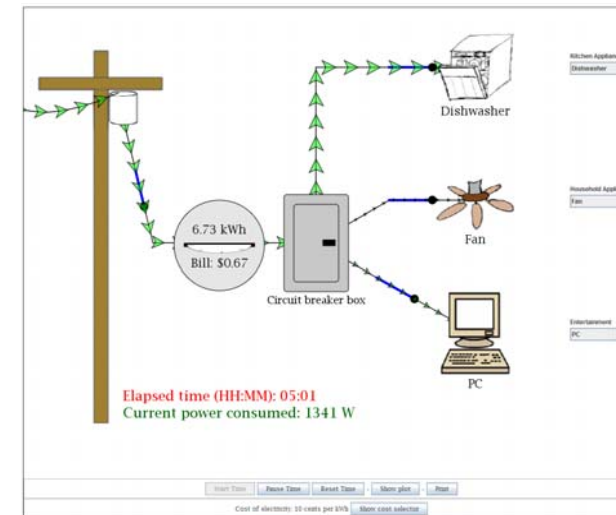 Kitchen Applian
Dishwasher
Dishwasher
Household Appl
Fan
6.73 kWh
Bill: $0.67
Fan
Circuit breaker box
Entertainment
PC
PC
Elapsed time (HH:MM): 05:01
Current power consumed: 1341 W
Start Time Pause Time Reset Time - Show plot - Print
Cost of electricity: 10 cents per kWh Show cost selector